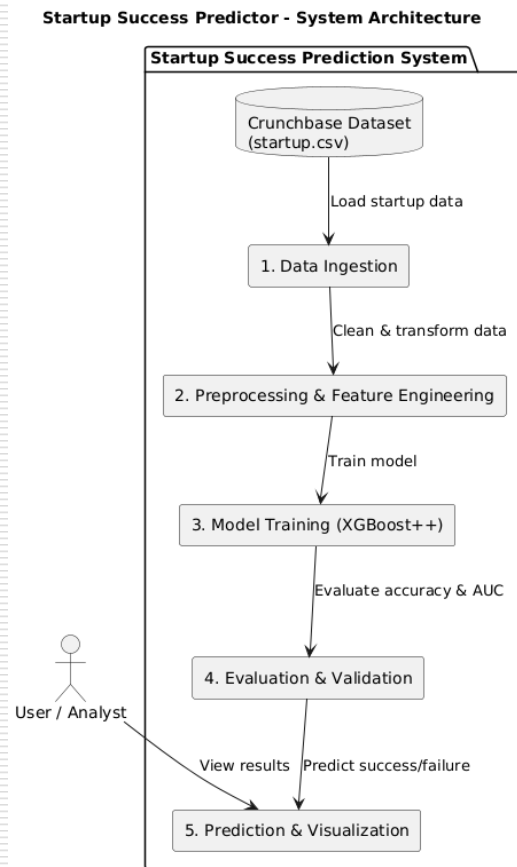 Startup Success Predictor - System Architecture
Startup Success Prediction System
Crunchbase Dataset
(startup.csv)
Load startup data
1. Data Ingestion
Clean & transform data
2. Preprocessing & Feature Engineering
Train model
3. Model Training (XGBoost++)
Evaluate accuracy & AUC
4. Evaluation & Validation
User / Analyst
View results
Predict success/failure
5. Prediction & Visualization